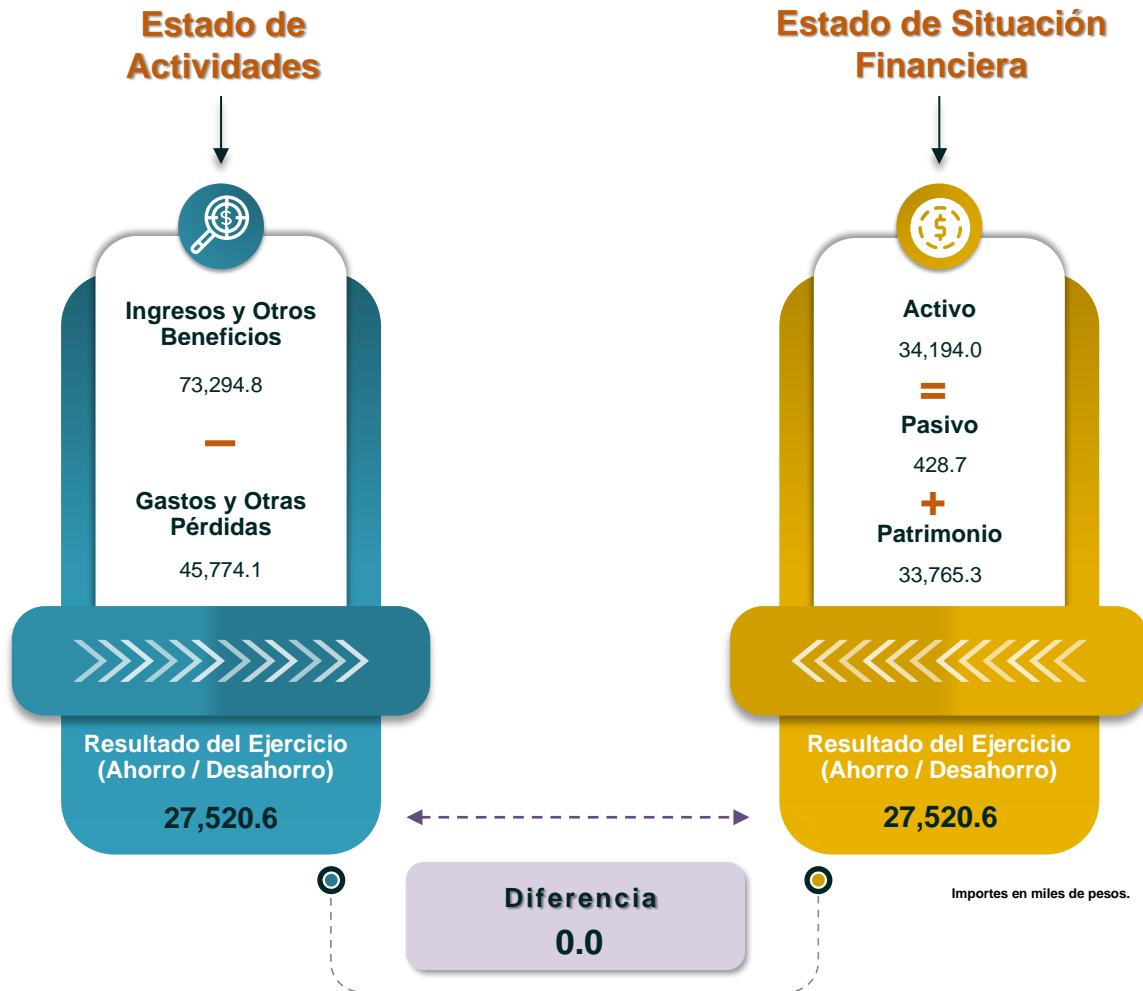 Estado de
Actividades
$
Ingresos y Otros
Beneficios
73,294.8
–
Gastos y Otras
Pérdidas
45,774.1
Resultado del Ejercicio
(Ahorro / Desahorro)
27,520.6
Estado de Situación
Financiera
$
Activo
34,194.0
=
Pasivo
428.7
+
Patrimonio
33,765.3
Resultado del Ejercicio
(Ahorro / Desahorro)
27,520.6
Diferencia
0.0
Importes en miles de pesos.